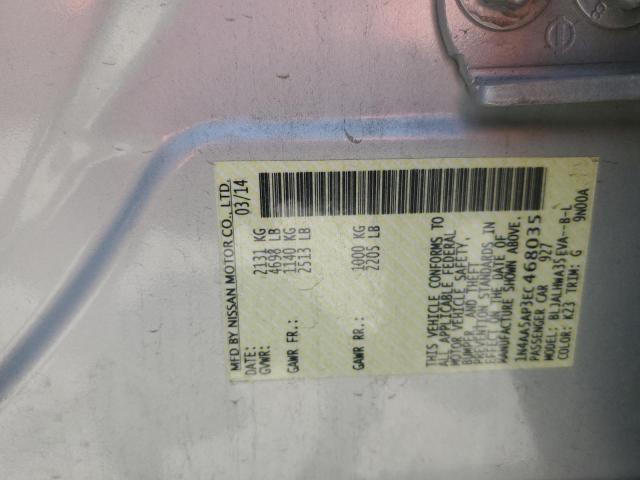 MFD BY NISSAN MOTOR CO., LTD.
DATE: 03/14
GVWR: 2131 KG
4698 LB
GAWR FR.: 1140 KG
2513 LB
GAWR RR.: 1000 KG
2205 LB
THIS VEHICLE CONFORMS TO
ALL APPLICABLE FEDERAL
MOTOR VEHICLE SAFETY,
BUMPER, AND THEFT
PREVENTION STANDARDS IN
EFFECT ON THE DATE OF
MANUFACTURE SHOWN ABOVE.
1N4AA5AP3EC468035
PASSENGER CAR 927
MODEL: BLJALHWA35EVA--B-L
COLOR: K23 TRIM: G 9N00A